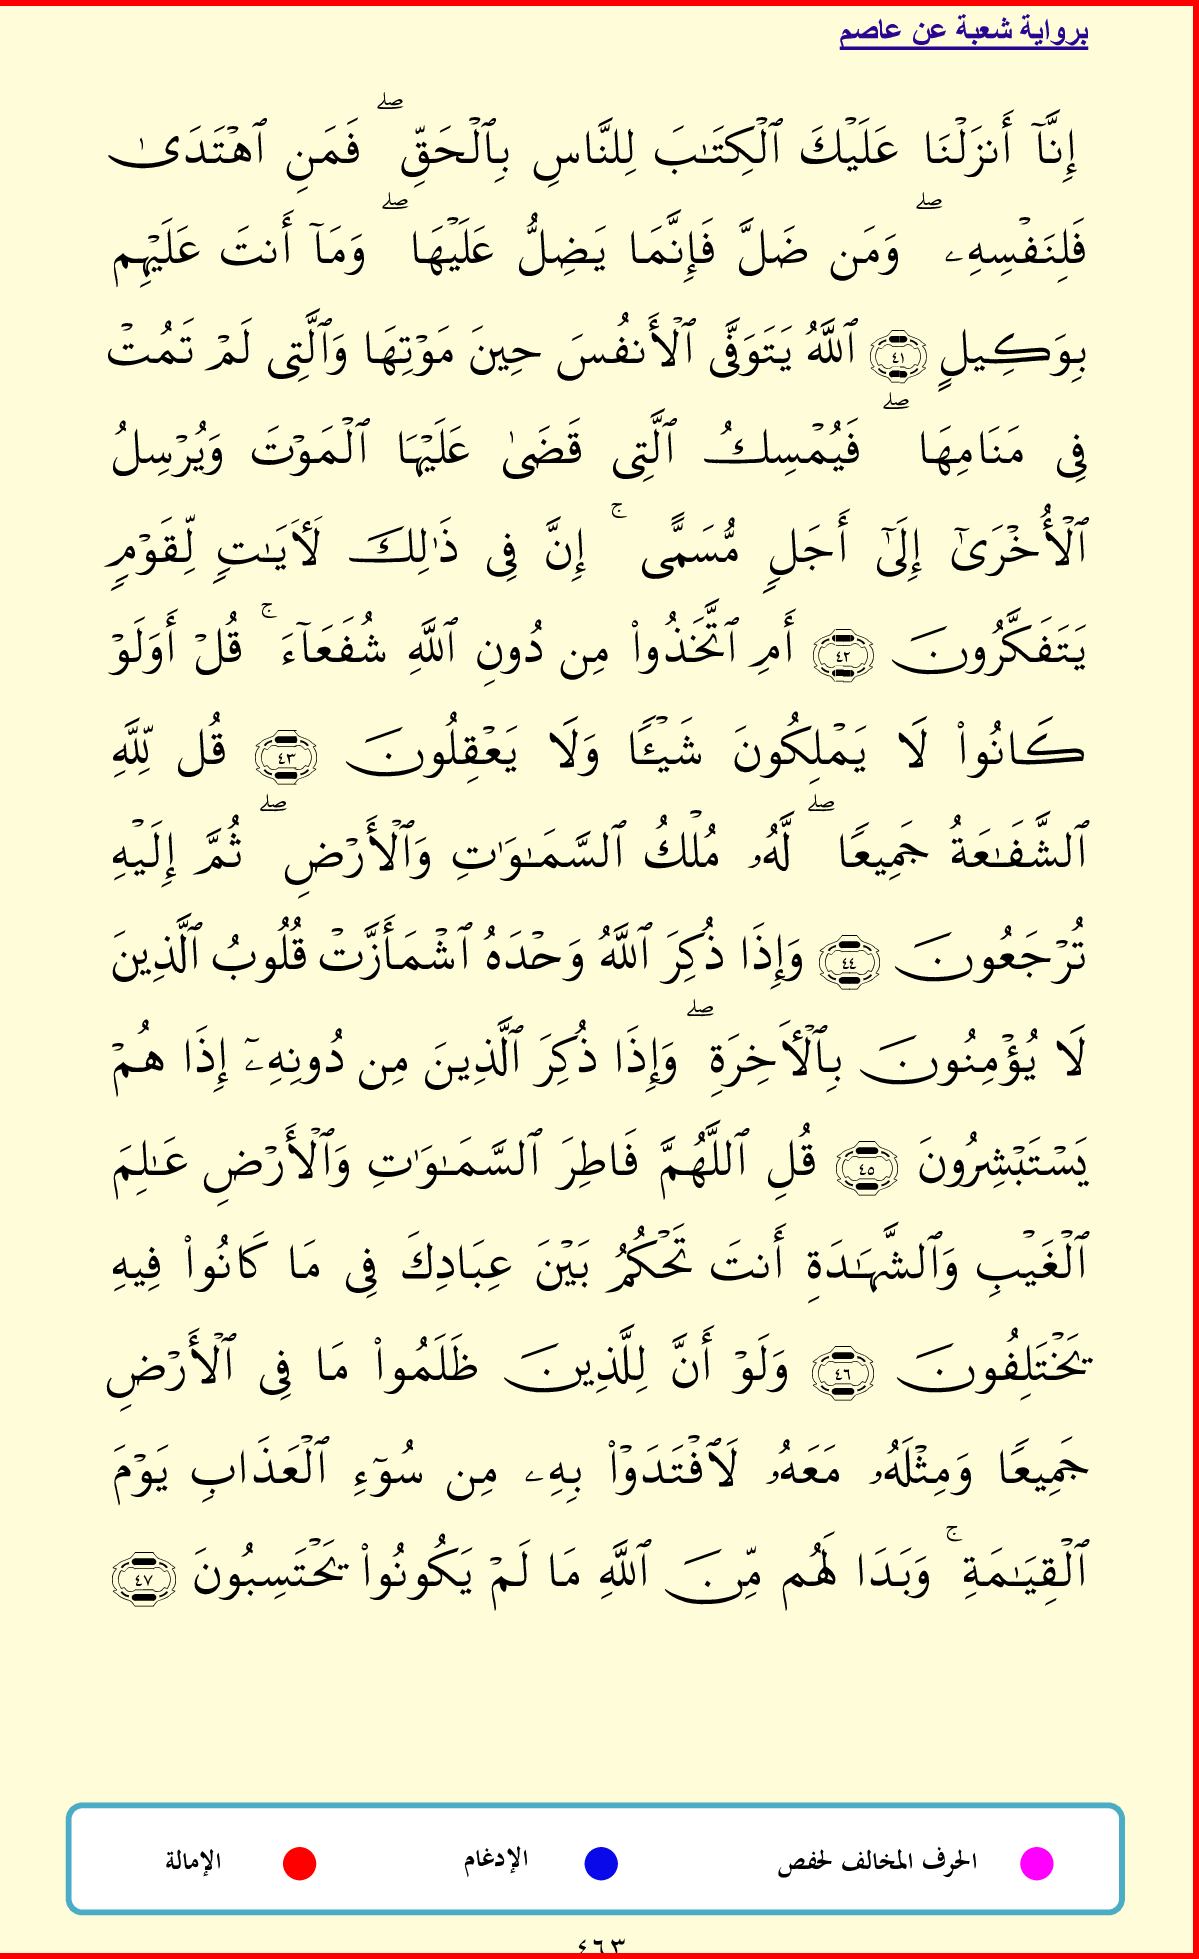 برواية شعبة عن عاصم
إِنَّآ أَنزَلْنَا عَلَيْكَ ٱلْكِتَـٰبَ لِلنَّاسِ بِٱلْحَقِّ ۖ فَمَنِ ٱهْتَدَىٰ
فَلِنَفْسِهِۦ ۖ وَمَن ضَلَّ فَإِنَّمَا يَضِلُّ عَلَيْهَا ۖ وَمَآ أَنتَ عَلَيْهِم
بِوَكِيلٍ ٤١ ٱللَّهُ يَتَوَفَّى ٱلْأَنفُسَ حِينَ مَوْتِهَا وَٱلَّتِى لَمْ تَمُتْ
فِى مَنَامِهَا ۖ فَيُمْسِكُ ٱلَّتِى قَضَىٰ عَلَيْهَا ٱلْمَوْتَ وَيُرْسِلُ
ٱلْأُخْرَىٰٓ إِلَىٰٓ أَجَلٍ مُّسَمًّى ۚ إِنَّ فِى ذَٰلِكَ لَأَيَـٰتٍ لِّقَوْمٍ
يَتَفَكَّرُونَ ٤٢ أَمِ ٱتَّخَذُوا۟ مِن دُونِ ٱللَّهِ شُفَعَآءَ ۚ قُلْ أَوَلَوْ
كَانُوا۟ لَا يَمْلِكُونَ شَيْـًٔا وَلَا يَعْقِلُونَ ٤٣ قُل لِّلَّهِ
ٱلشَّفَـٰعَةُ جَمِيعًا ۖ لَّهُۥ مُلْكُ ٱلسَّمَـٰوَٰتِ وَٱلْأَرْضِ ۖ ثُمَّ إِلَيْهِ
تُرْجَعُونَ ٤٤ وَإِذَا ذُكِرَ ٱللَّهُ وَحْدَهُ ٱشْمَأَزَّتْ قُلُوبُ ٱلَّذِينَ
لَا يُؤْمِنُونَ بِٱلْأَخِرَةِ ۖ وَإِذَا ذُكِرَ ٱلَّذِينَ مِن دُونِهِۦٓ إِذَا هُمْ
يَسْتَبْشِرُونَ ٤٥ قُلِ ٱللَّهُمَّ فَاطِرَ ٱلسَّمَـٰوَٰتِ وَٱلْأَرْضِ عَـٰلِمَ
ٱلْغَيْبِ وَٱلشَّهَـٰدَةِ أَنتَ تَحْكُمُ بَيْنَ عِبَادِكَ فِى مَا كَانُوا۟ فِيهِ
يَخْتَلِفُونَ ٤٦ وَلَوْ أَنَّ لِلَّذِينَ ظَلَمُوا۟ مَا فِى ٱلْأَرْضِ
جَمِيعًا وَمِثْلَهُۥ مَعَهُۥ لَٱفْتَدَوْا۟ بِهِۦ مِن سُوٓءِ ٱلْعَذَابِ يَوْمَ
ٱلْقِيَـٰمَةِ ۚ وَبَدَا لَهُم مِّنَ ٱللَّهِ مَا لَمْ يَكُونُوا۟ يَحْتَسِبُونَ ٤٧
الحرف المخالف لحفص الإدغام الإمالة
٤٦٣